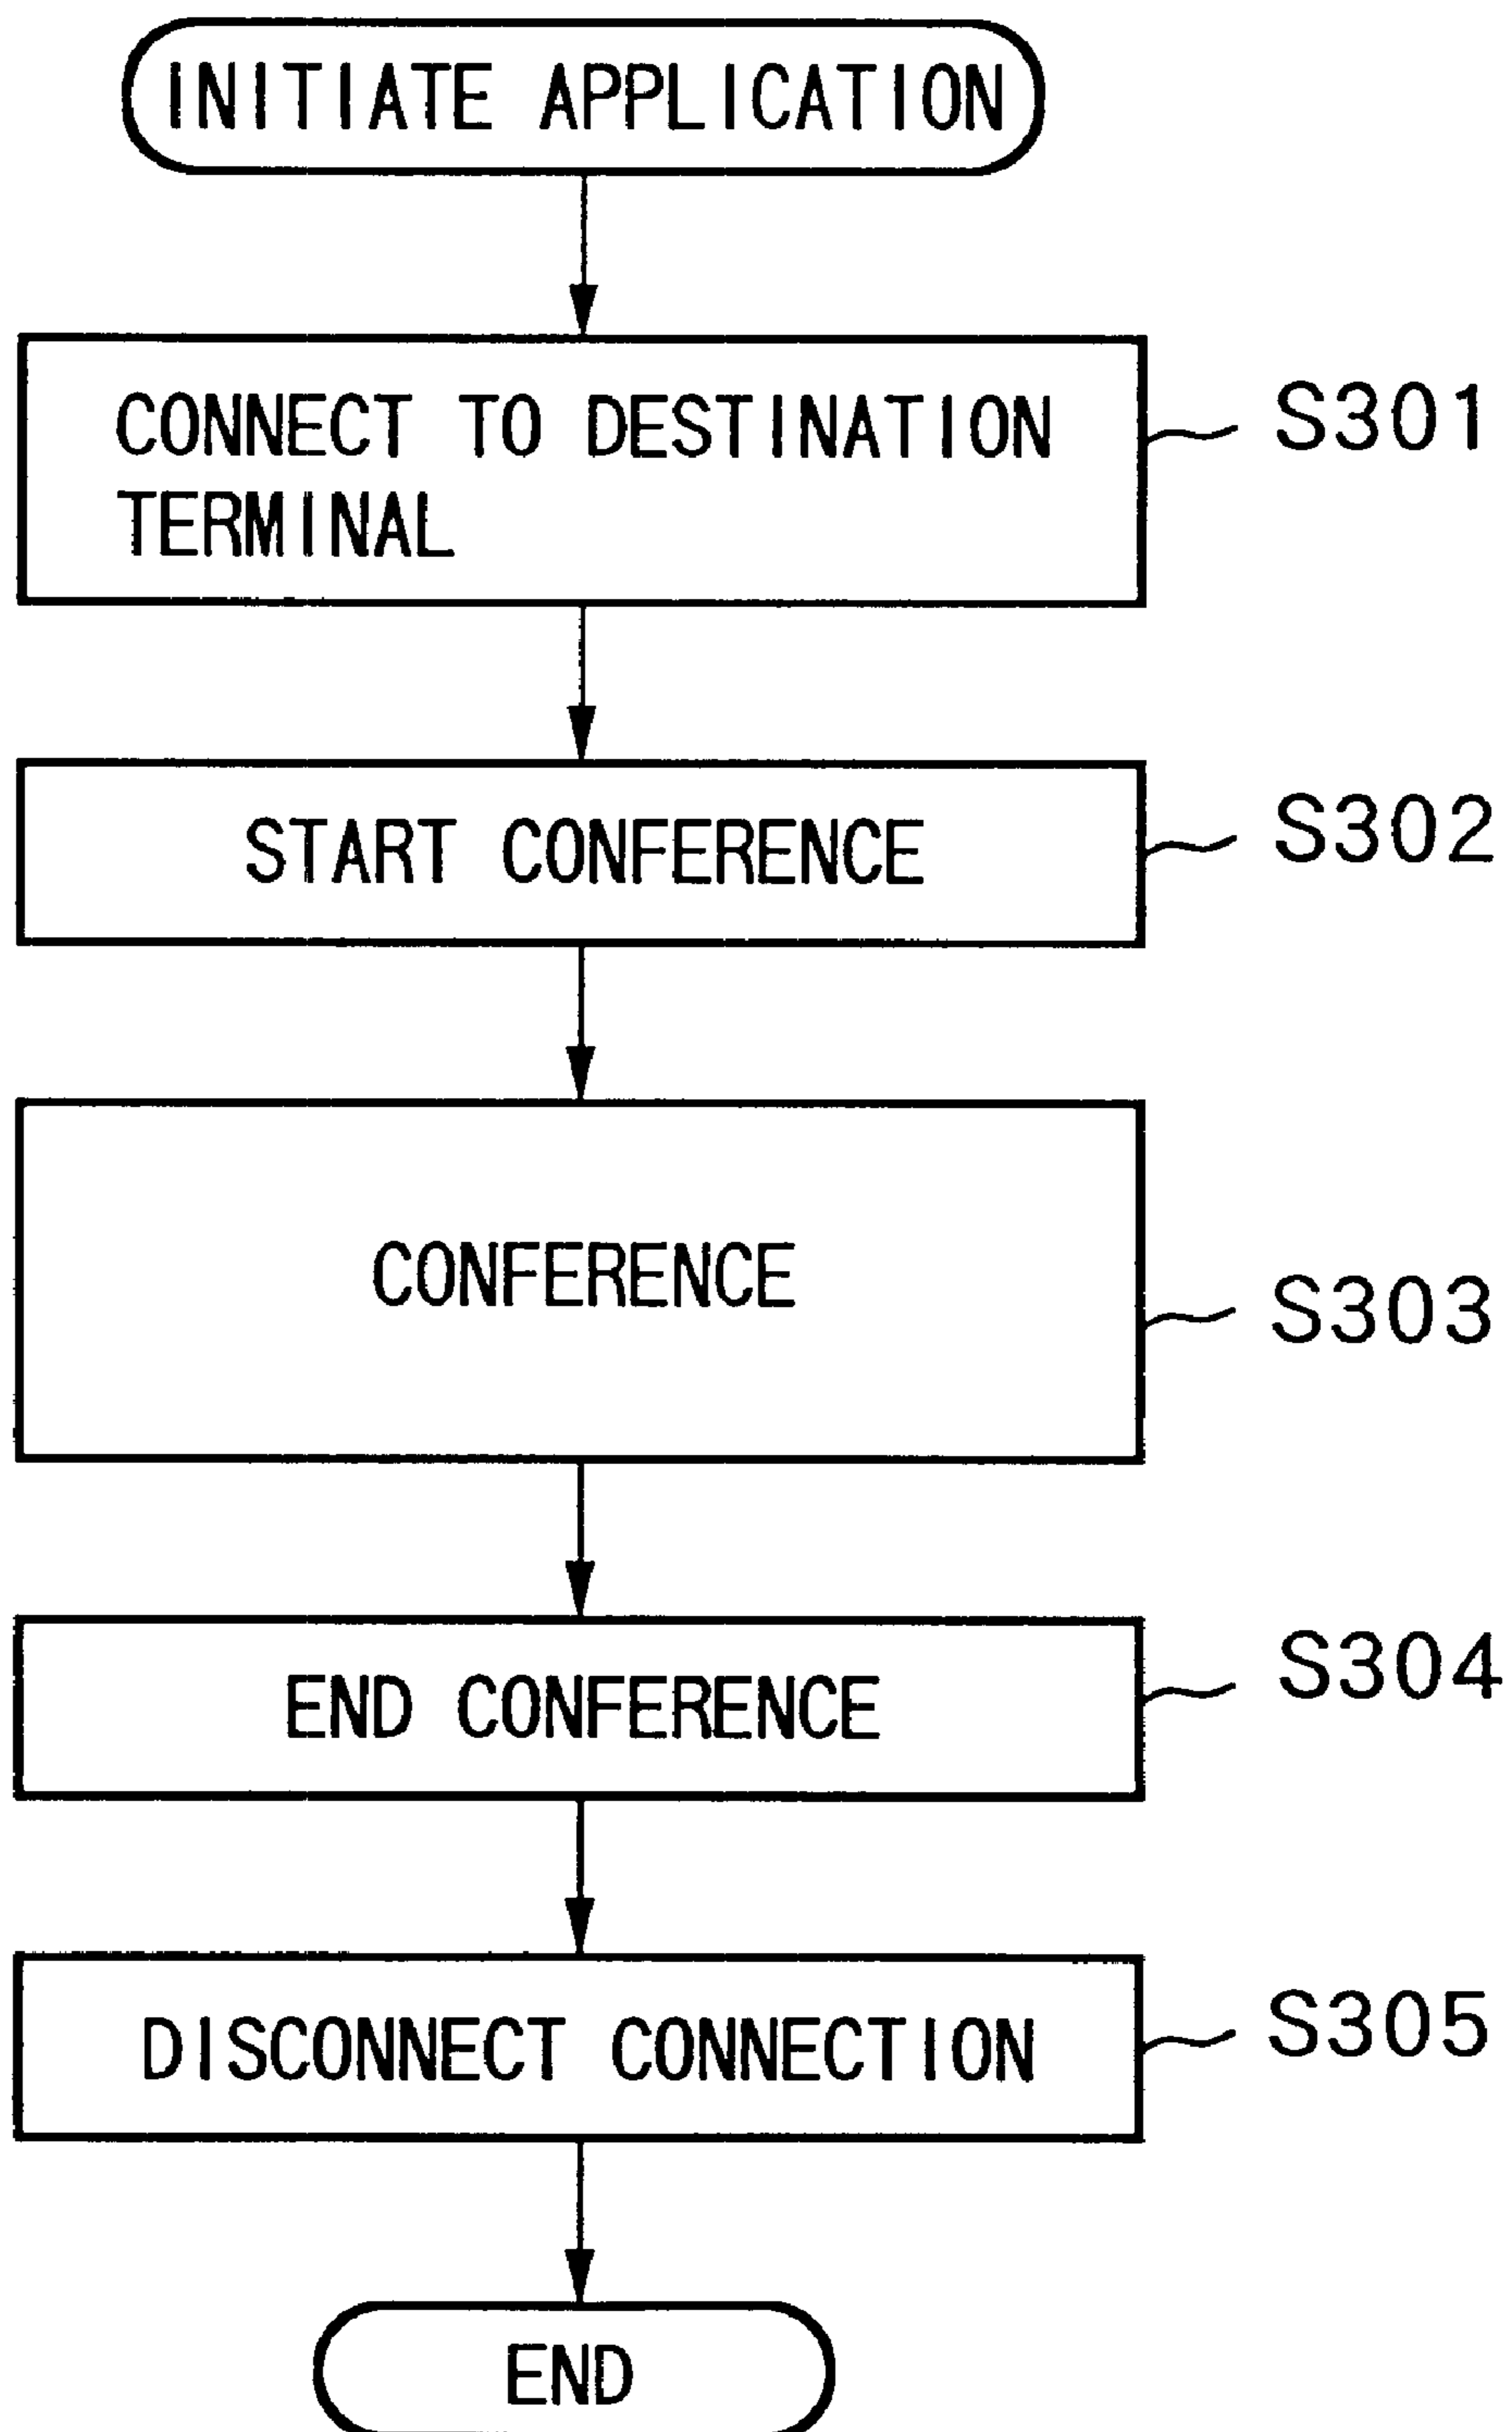 INITIATE APPLICATION
CONNECT TO DESTINATION
TERMINAL
S301
START CONFERENCE
S302
CONFERENCE
S303
END CONFERENCE
S304
DISCONNECT CONNECTION
S305
END